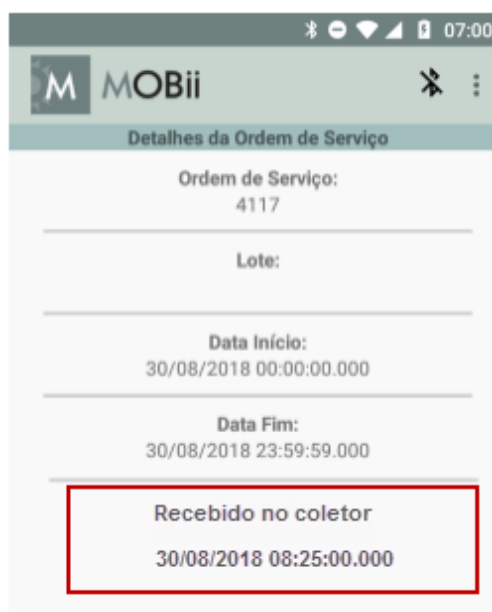 07:00
M MOBii
Detalhes da Ordem de Serviço
Ordem de Serviço:
4117
Lote:
Data Início:
30/08/2018 00:00:00.000
Data Fim:
30/08/2018 23:59:59.000
Recebido no coletor
30/08/2018 08:25:00.000